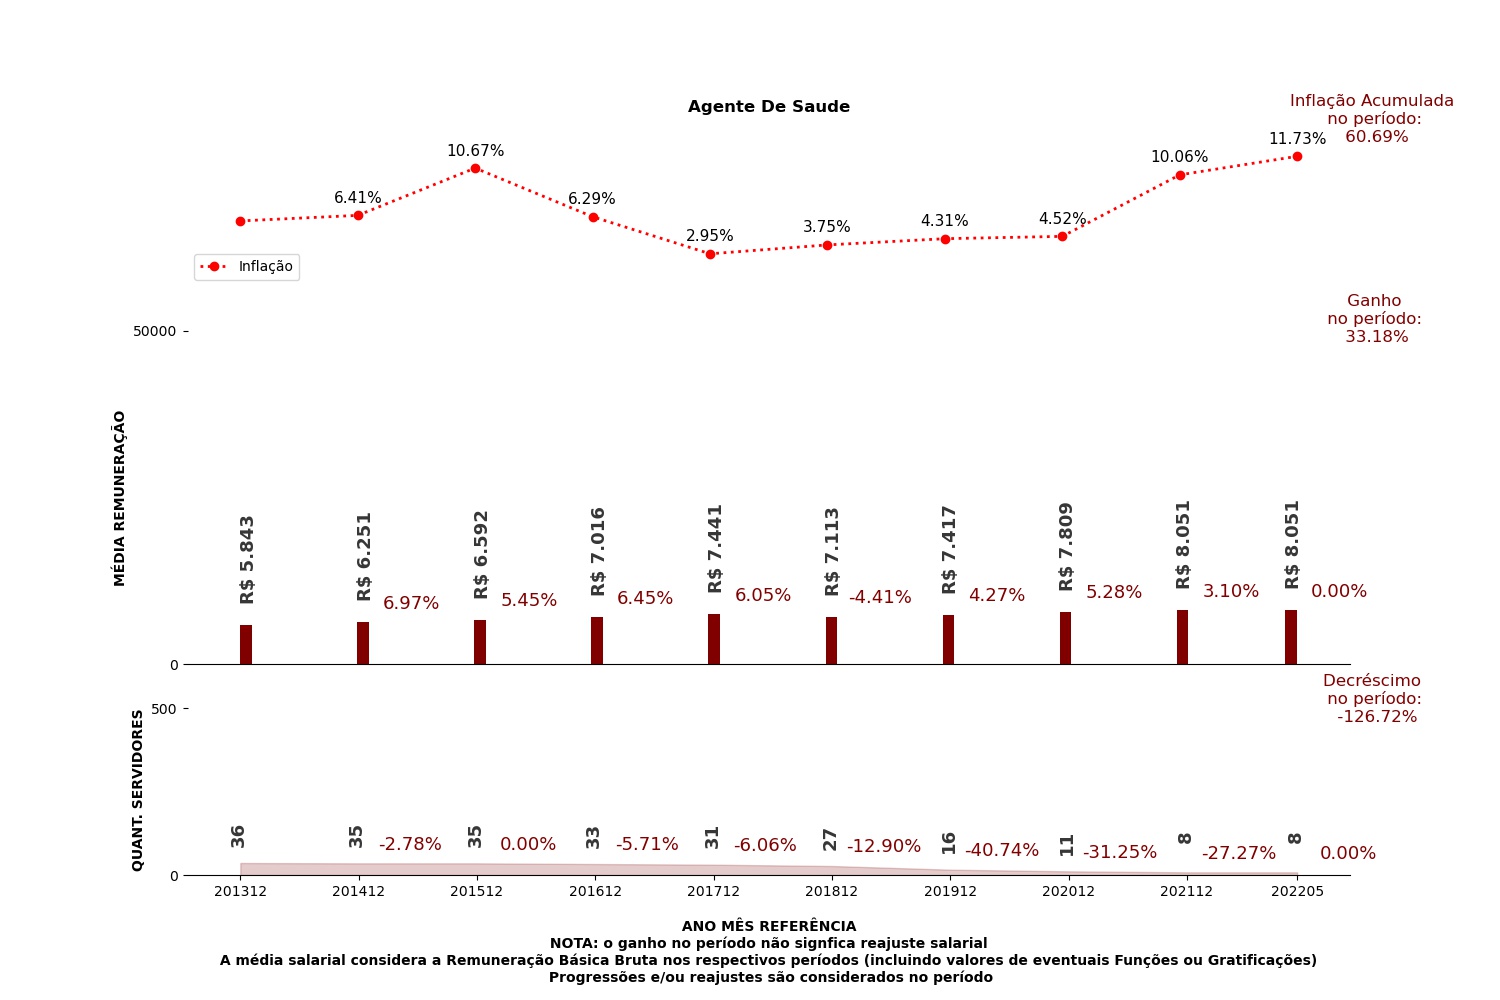 Agente De Saude
Inflação Acumulada
no período:
60.69%
6.41%
10.67%
6.29%
2.95%
3.75%
4.31%
4.52%
10.06%
11.73%
Inflação
Ganho
no período:
33.18%
50000
0
MÉDIA REMUNERAÇÃO
R$ 5.843
R$ 6.251
R$ 6.592
R$ 7.016
R$ 7.441
R$ 7.113
R$ 7.417
R$ 7.809
R$ 8.051
R$ 8.051
6.97%
5.45%
6.45%
6.05%
-4.41%
4.27%
5.28%
3.10%
0.00%
Decréscimo
no período:
-126.72%
500
0
QUANT. SERVIDORES
36
35
35
33
31
27
16
11
8
8
-2.78%
0.00%
-5.71%
-6.06%
-12.90%
-40.74%
-31.25%
-27.27%
0.00%
201312
201412
201512
201612
201712
201812
201912
202012
202112
202205
ANO MÊS REFERÊNCIA
NOTA: o ganho no período não signfica reajuste salarial
A média salarial considera a Remuneração Básica Bruta nos respectivos períodos (incluindo valores de eventuais Funções ou Gratificações)
Progressões e/ou reajustes são considerados no período